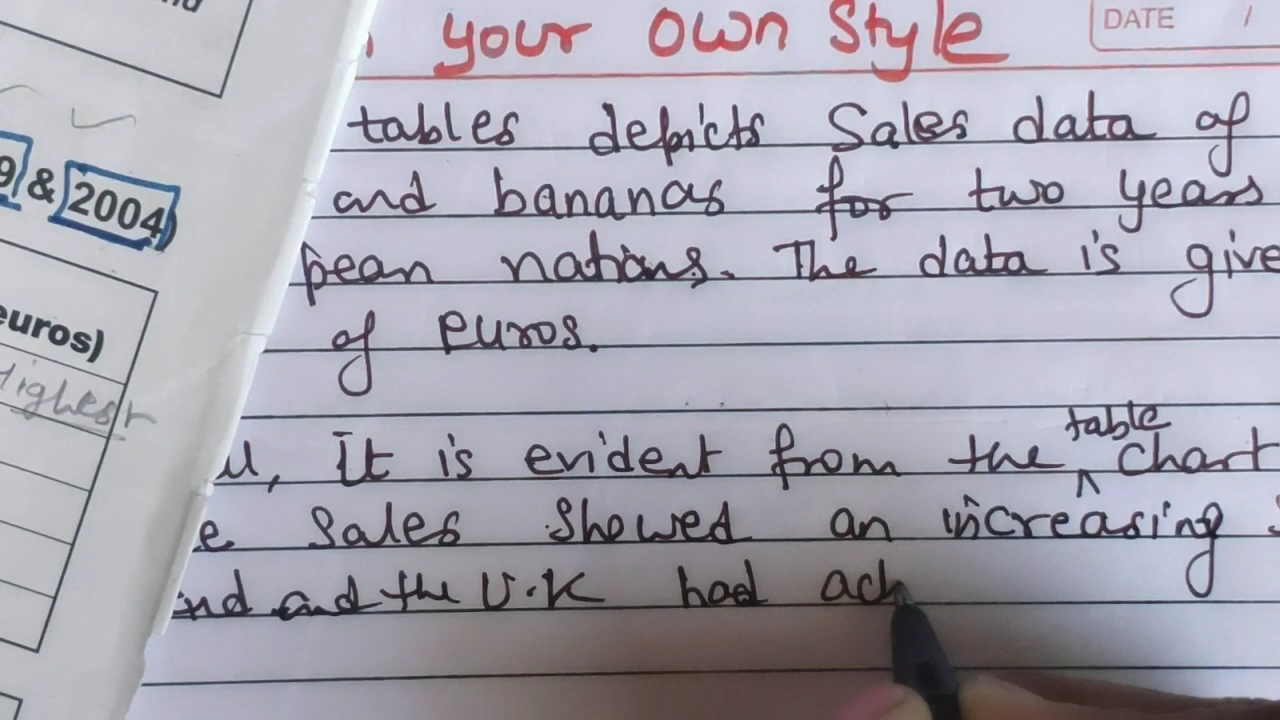 your own Style
DATE /
tables depicts Sales data of
and bananas for two years
pean nations. The data is give
of euros.
table
It is evident from the ^ Chart
e Sales Showed an increasing
nd and the U.K had ach
9 & 2004)
euros)
Highest